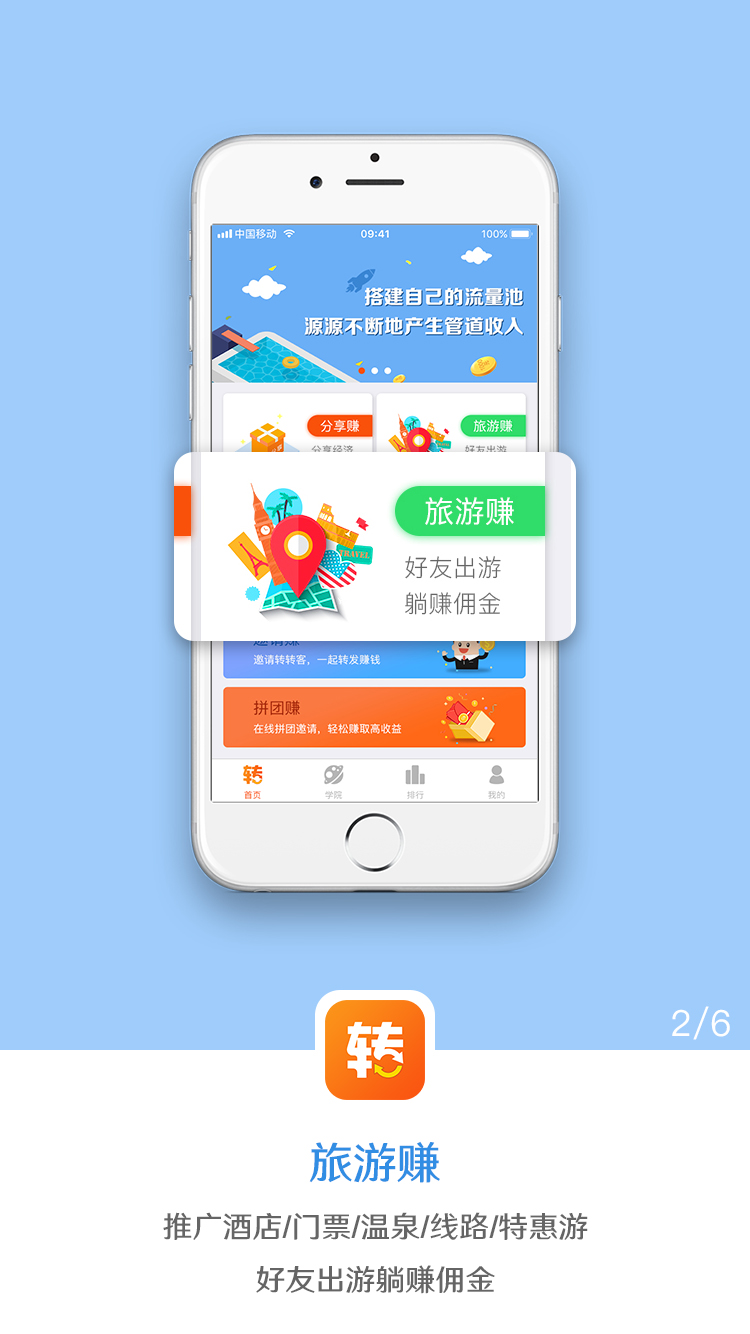 中国移动
09:41
100%
搭建自己的流量池
源源不断地产生管道收入
分享赚
分享经济
旅游赚
好友出游
TRAVEL
旅游赚
好友出游
躺赚佣金
邀请赚
邀请转转客，一起转发赚钱
拼团赚
在线拼团邀请，轻松赚取高收益
转
首页
学院
排行
我的
2/6
转
旅游赚
推广酒店/门票/温泉/线路/特惠游
好友出游躺赚佣金